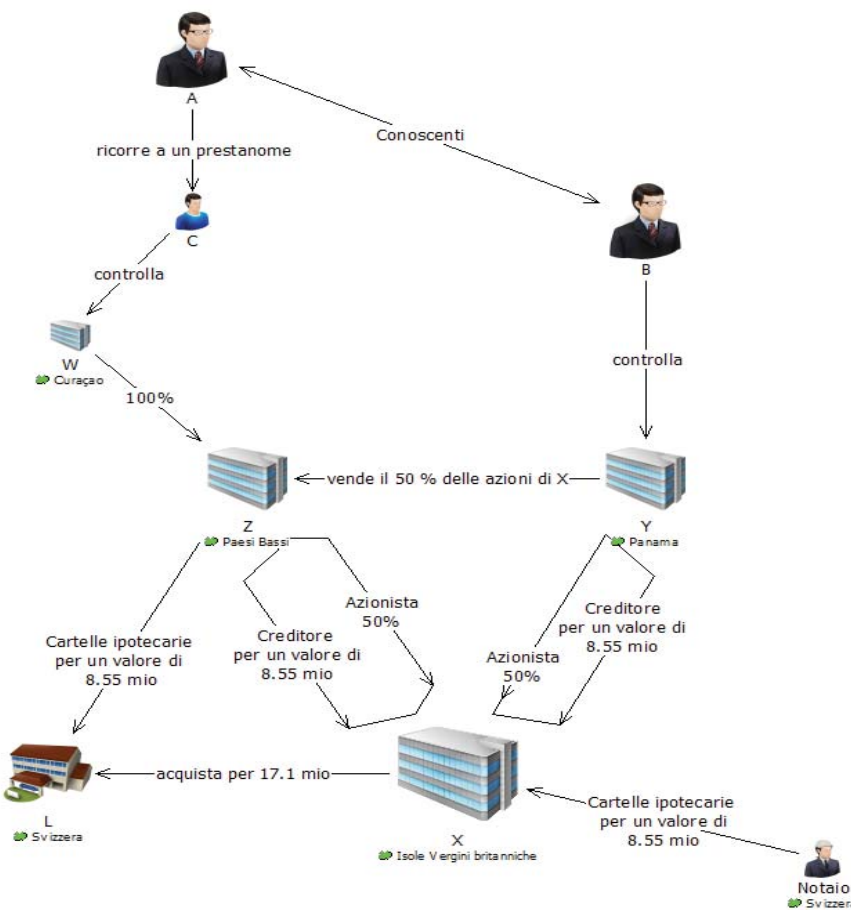 A
Conoscenti
ricorre a un prestanome
C
B
controlla
W
Curaçao
controlla
100%
vende il 50 % delle azioni di X
Z
Paesi Bassi
Y
Panama
Azionista
50%
Creditore
per un valore di
8.55 mio
Creditore
per un valore di
8.55 mio
Cartelle ipotecarie
per un valore di
8.55 mio
Azionista
50%
acquista per 17.1 mio
L
Svizzera
X
Isole Vergini britanniche
Cartelle ipotecarie
per un valore di
8.55 mio
Notaio
Svizzera